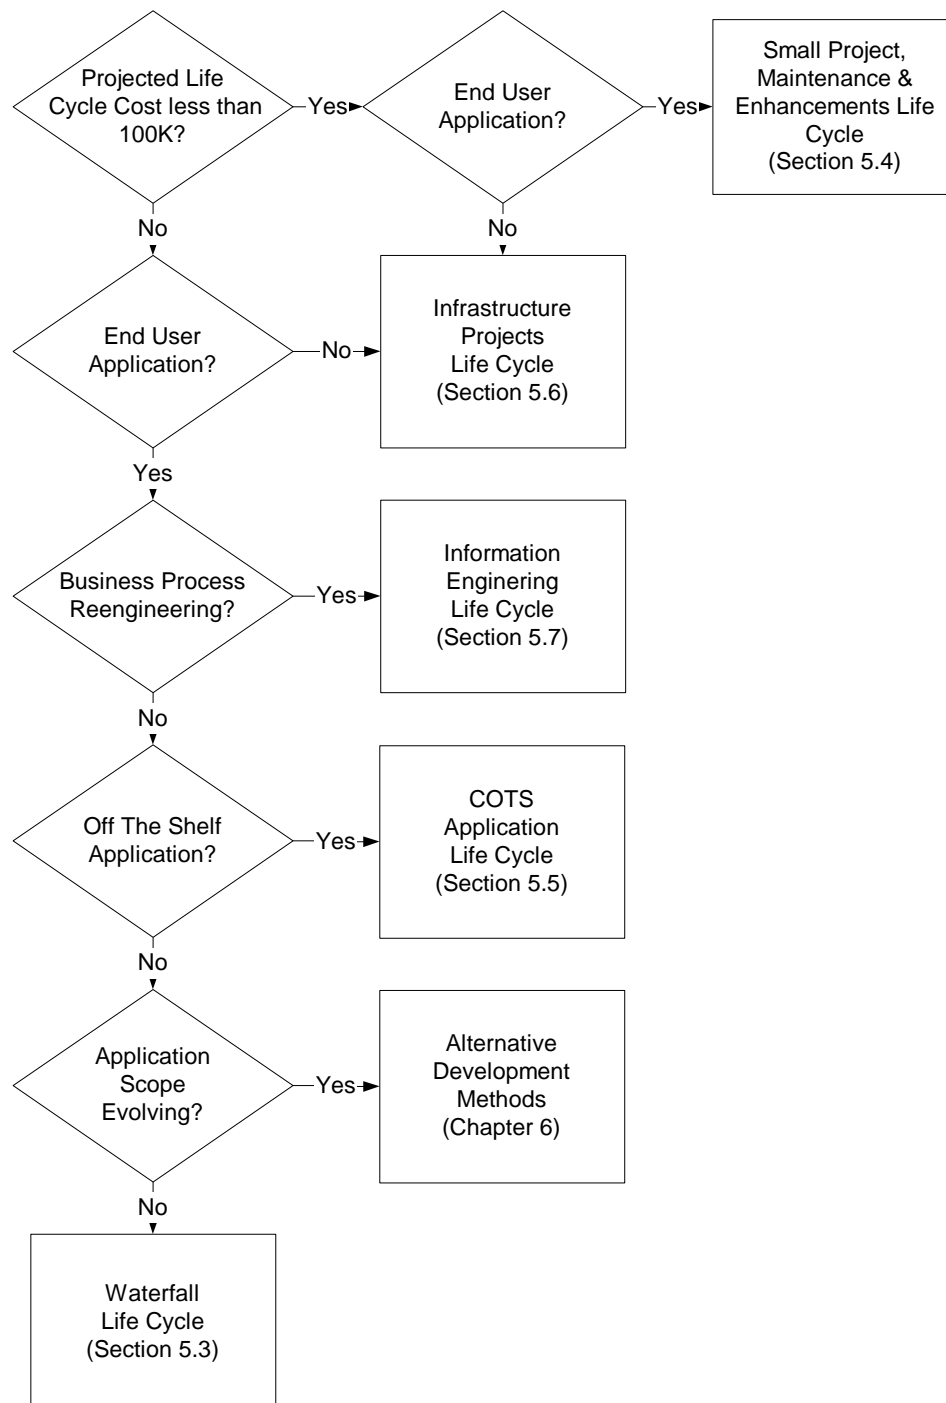 Projected Life
Cycle Cost less than
100K?
Yes
End User
Application?
Yes
Small Project,
Maintenance &
Enhancements Life
Cycle
(Section 5.4)
No
No
End User
Application?
No
Infrastructure
Projects
Life Cycle
(Section 5.6)
Yes
Business Process
Reengineering?
Yes
Information
Enginering
Life Cycle
(Section 5.7)
No
Off The Shelf
Application?
Yes
COTS
Application
Life Cycle
(Section 5.5)
No
Application
Scope
Evolving?
Yes
Alternative
Development
Methods
(Chapter 6)
No
Waterfall
Life Cycle
(Section 5.3)